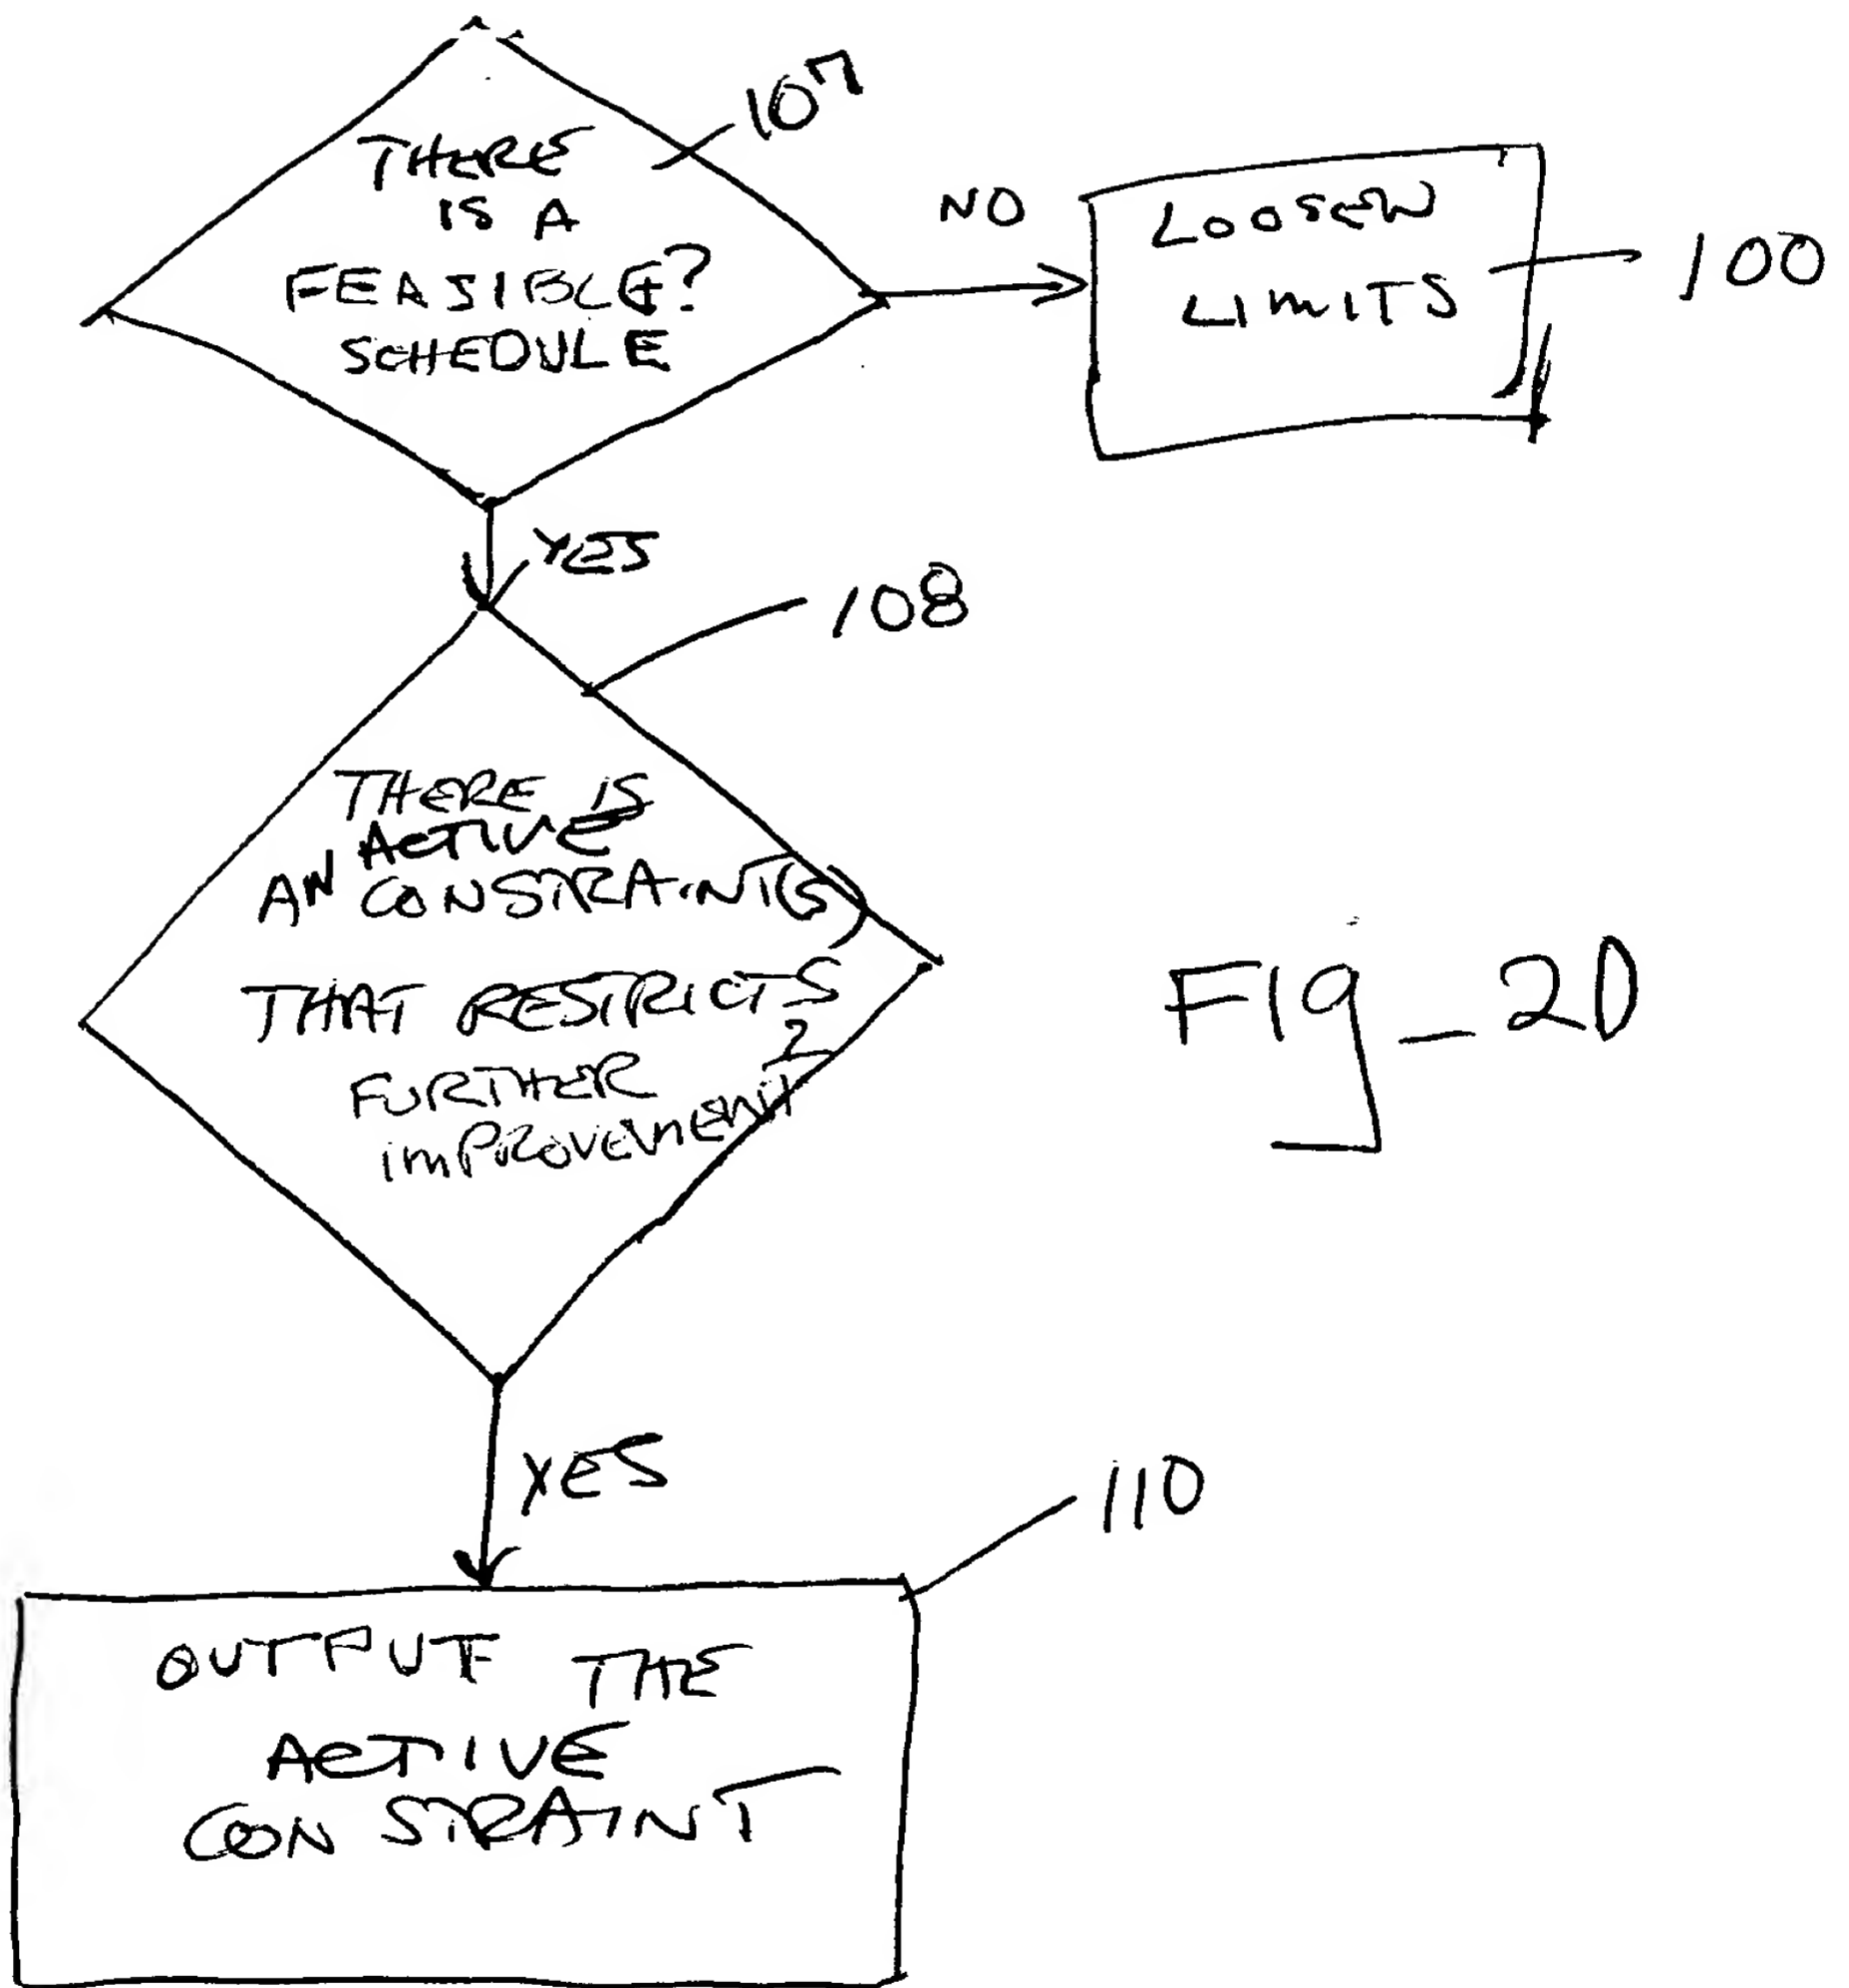 107
THERE
IS A
FEASIBLE?
SCHEDULE
NO
LOOSEN
LIMITS
100
YES
108
THERE IS
AN ACTIVE
CONSTRAINT(S)
THAT RESTRICTS
FURTHER
improvement?
Fig_2D
YES
110
OUTPUT THE
ACTIVE
CONSTRAINT